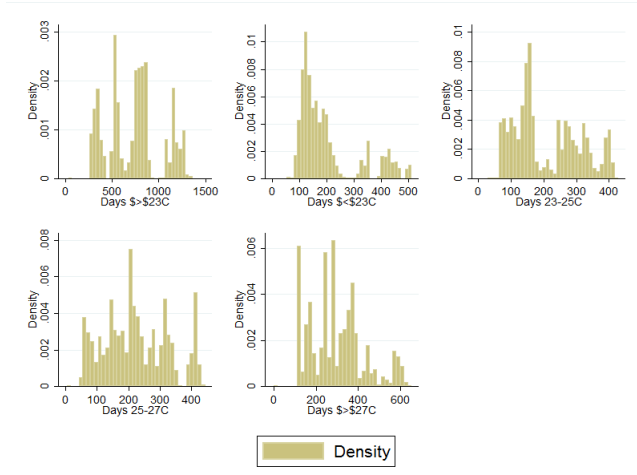 Density
0 .001 .002 .003
0 500 1000 1500
Days $>$23C
Density
0 .002 .004 .006 .008 .01
0 100 200 300 400 500
Days $<$23C
Density
0 .002 .004 .006 .008 .01
0 100 200 300 400
Days 23-25C
Density
0 .002 .004 .006 .008
0 100 200 300 400
Days 25-27C
Density
0 .002 .004 .006
0 200 400 600
Days $>$27C
Density